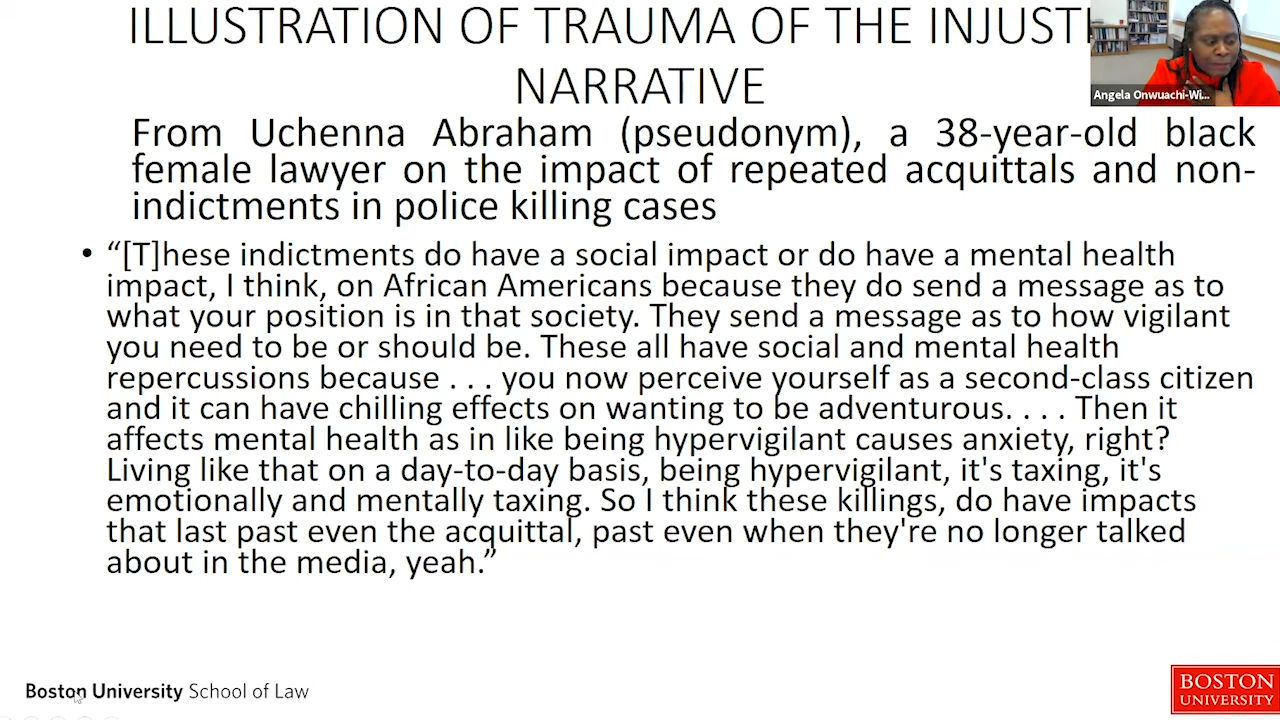 ILLUSTRATION OF TRAUMA OF THE INJUST
NARRATIVE
Angela Onwuachi-Wi...
From Uchenna Abraham (pseudonym), a 38-year-old black
female lawyer on the impact of repeated acquittals and non-
indictments in police killing cases
• “[T]hese indictments do have a social impact or do have a mental health
impact, I think, on African Americans because they do send a message as to
what your position is in that society. They send a message as to how vigilant
you need to be or should be. These all have social and mental health
repercussions because . . . you now perceive yourself as a second-class citizen
and it can have chilling effects on wanting to be adventurous. . . . Then it
affects mental health as in like being hypervigilant causes anxiety, right?
Living like that on a day-to-day basis, being hypervigilant, it's taxing, it's
emotionally and mentally taxing. So I think these killings, do have impacts
that last past even the acquittal, past even when they're no longer talked
about in the media, yeah.”
Boston University School of Law
BOSTON
UNIVERSITY